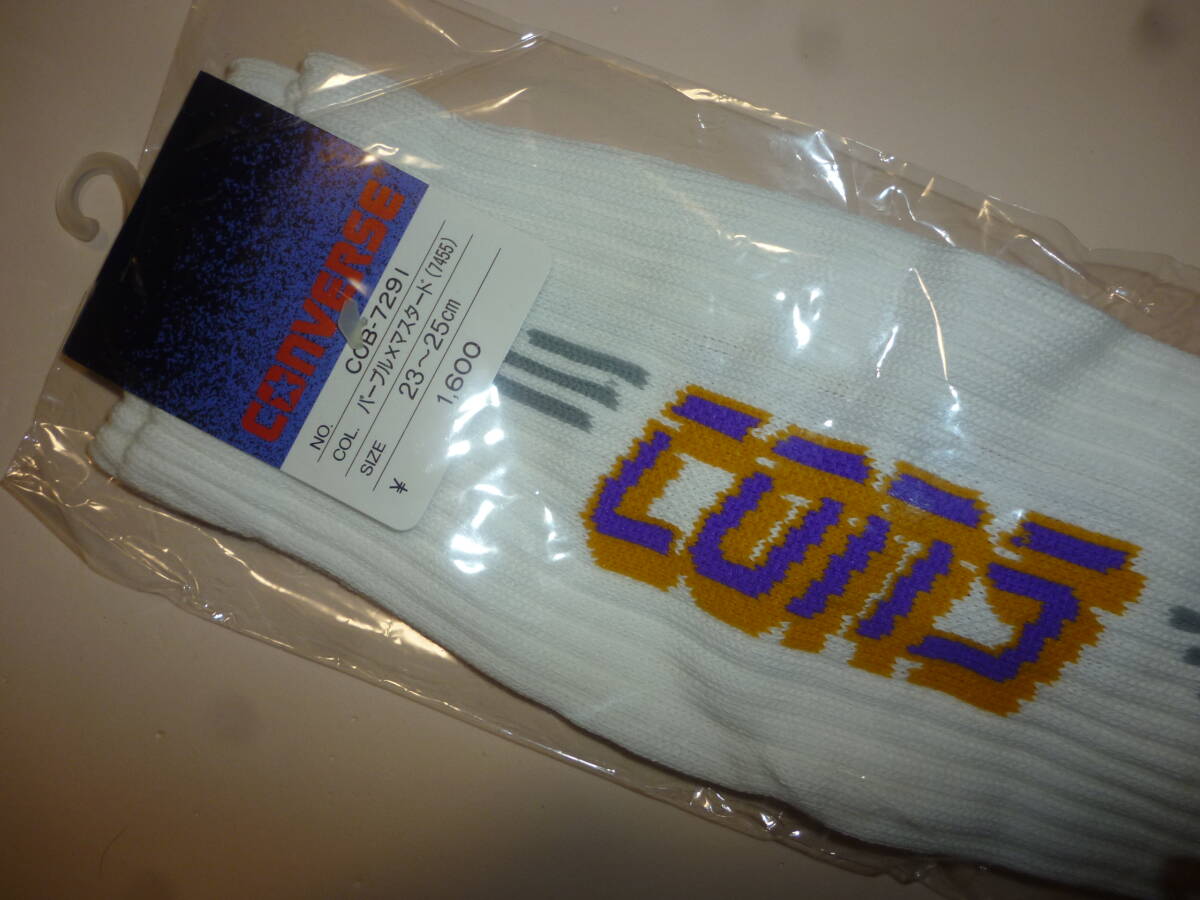 CONVERSE®
NO. COB-7291
COL. パープル×マスタード(7455)
SIZE 23～25cm
¥ 1,600
CONS